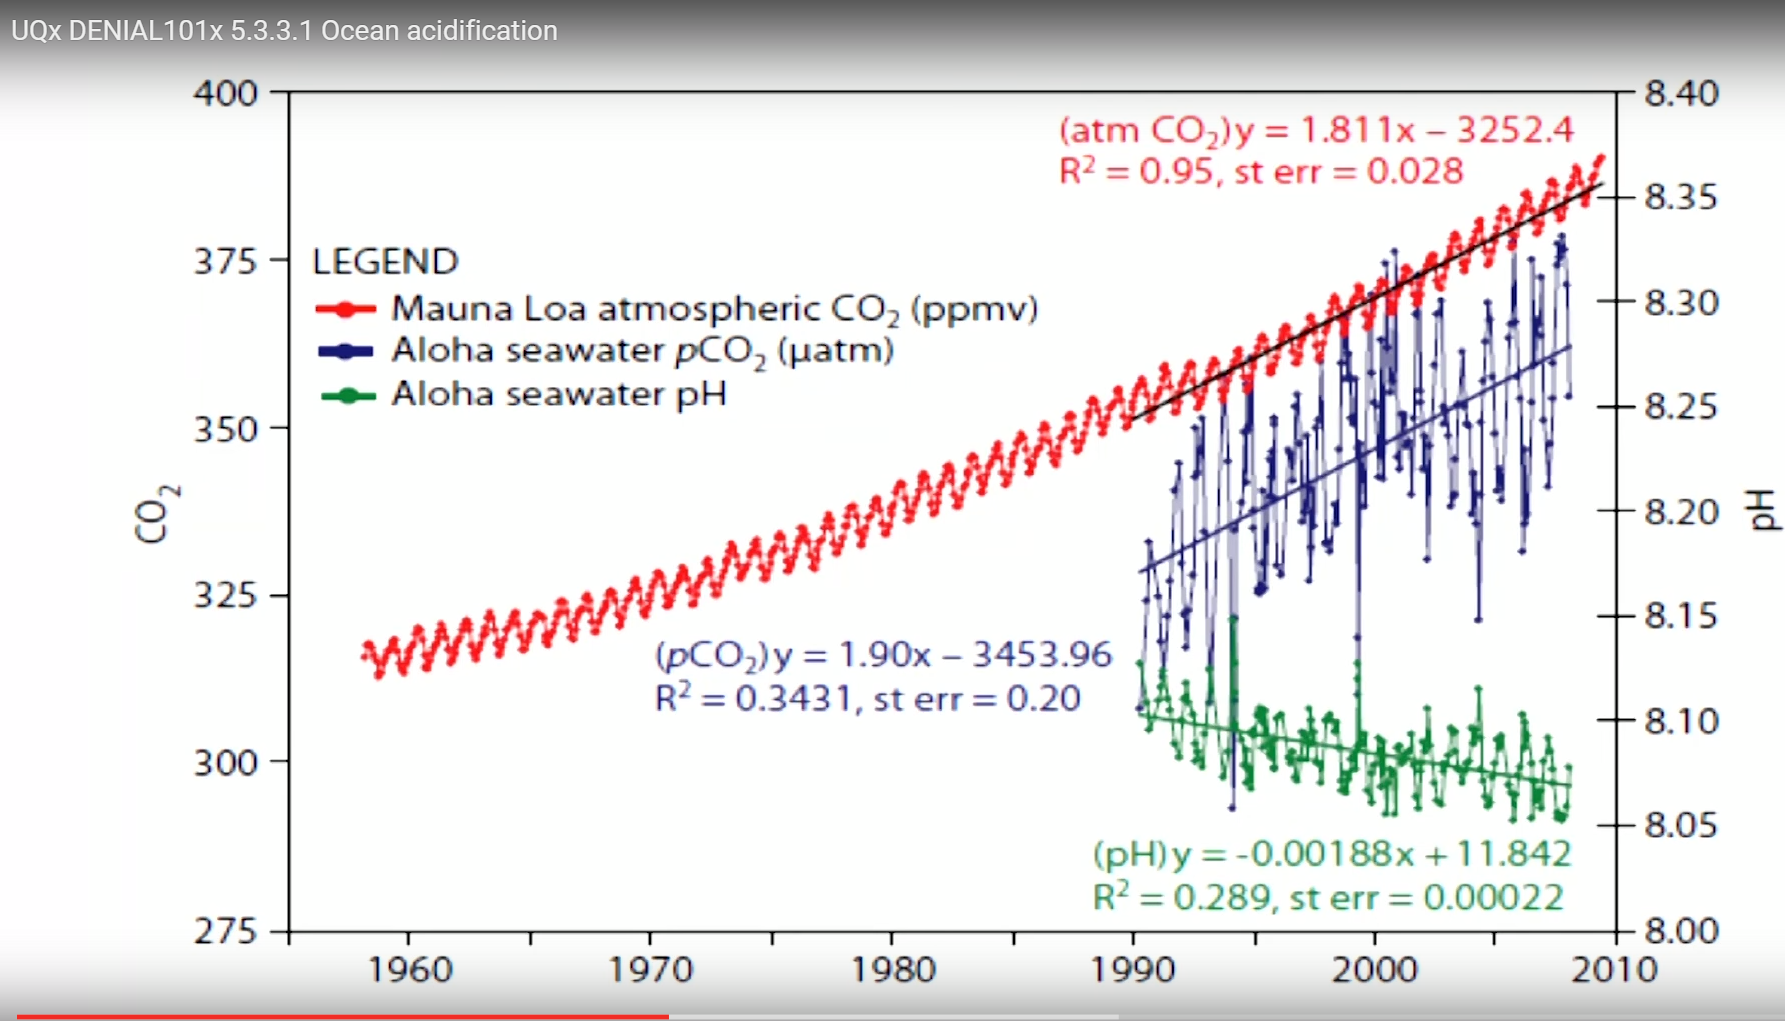 UQx DENIAL101x 5.3.3.1 Ocean acidification
400
375
350
325
300
275
CO₂
LEGEND
Mauna Loa atmospheric CO₂ (ppmv)
Aloha seawater pCO₂ (µatm)
Aloha seawater pH
(atm CO₂)y = 1.811x – 3252.4
R² = 0.95, st err = 0.028
(pCO₂)y = 1.90x – 3453.96
R² = 0.3431, st err = 0.20
(pH)y = -0.00188x + 11.842
R² = 0.289, st err = 0.00022
8.40
8.35
8.30
8.25
8.20
8.15
8.10
8.05
8.00
pH
1960 1970 1980 1990 2000 2010